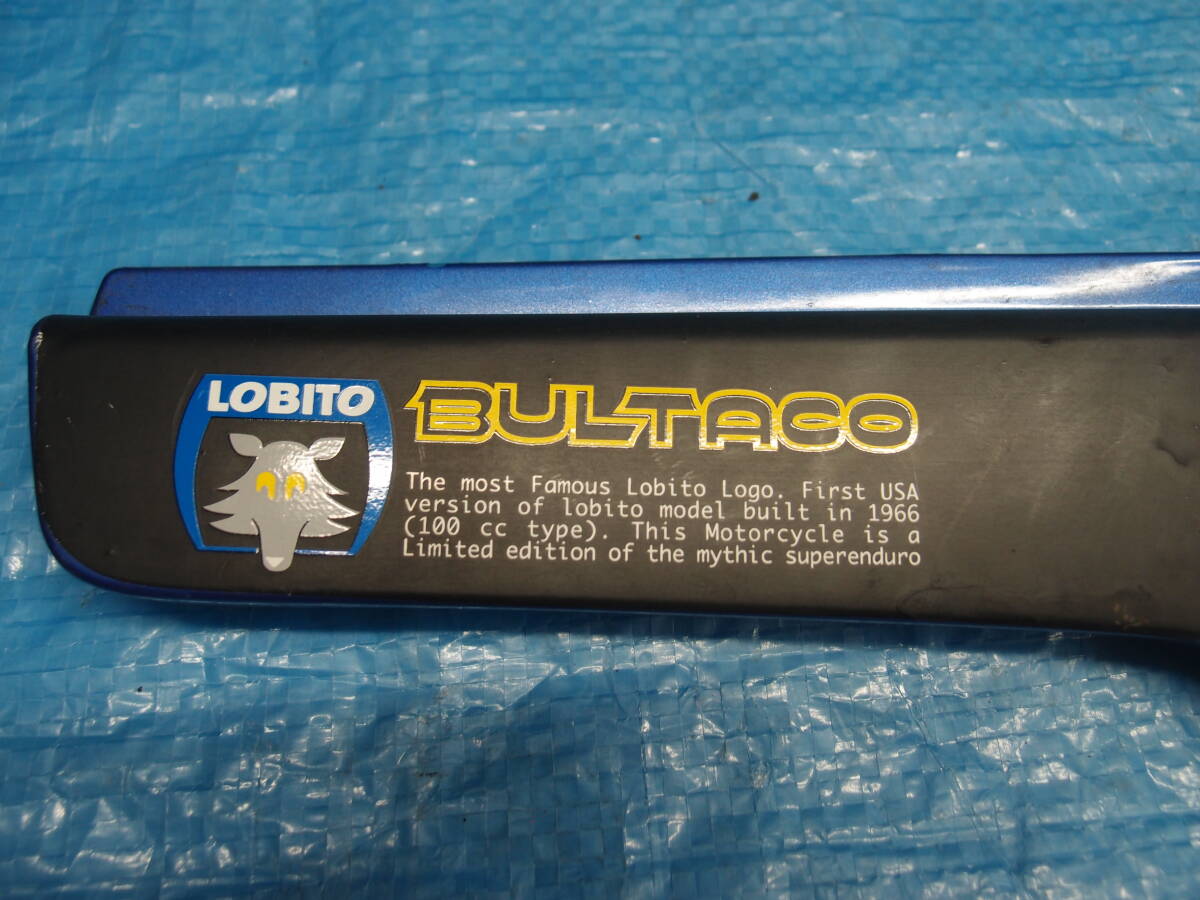 LOBITO
BULTACO
The most Famous Lobito Logo. First USA
version of lobito model built in 1966
(100 cc type). This Motorcycle is a
Limited edition of the mythic superenduro